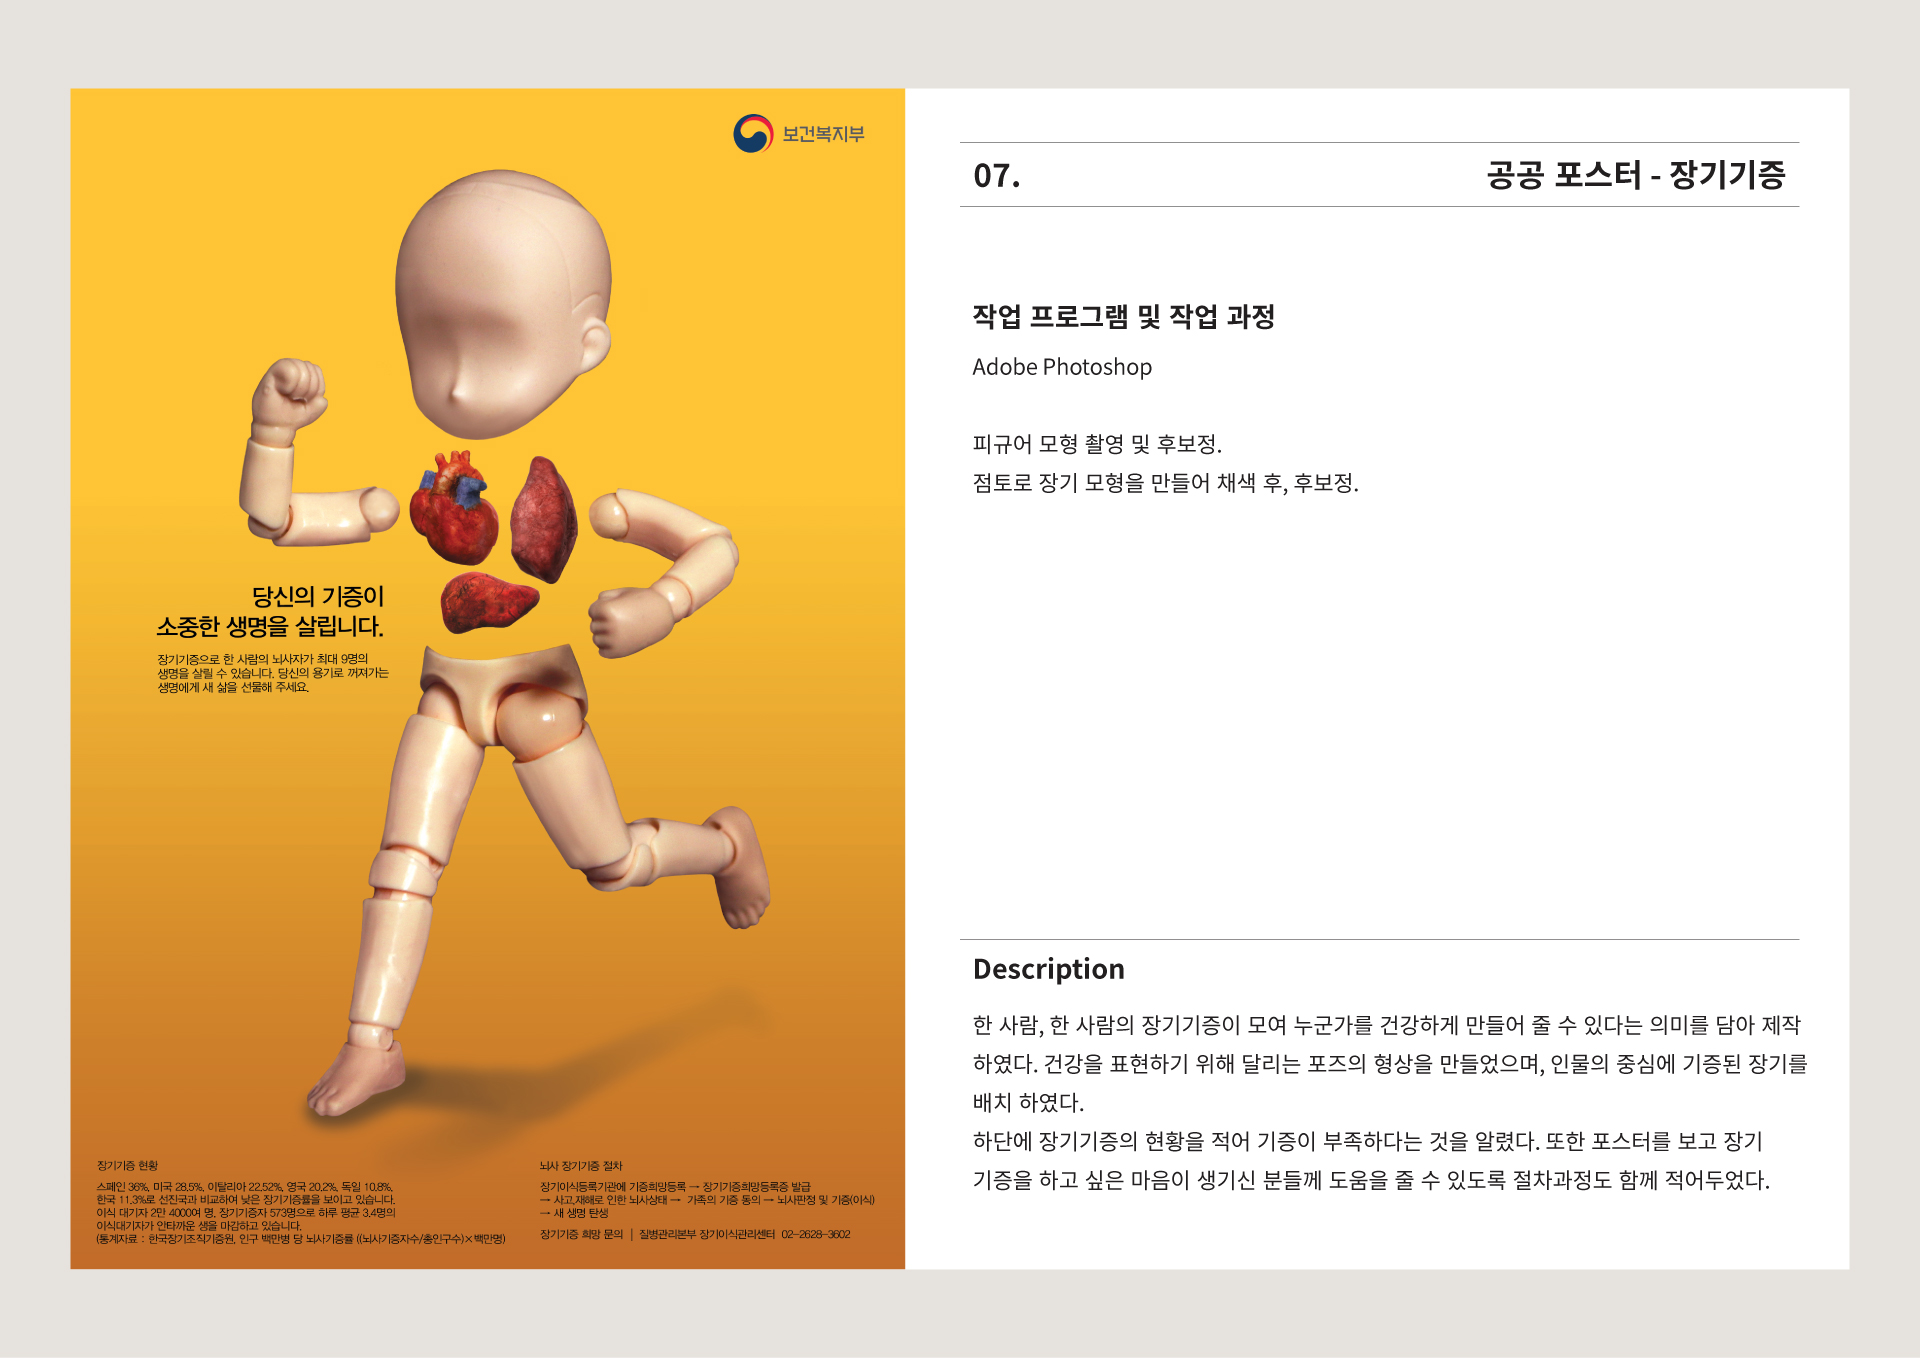 보건복지부
당신의 기증이
소중한 생명을 살립니다.
장기기증으로 한 사람의 뇌사자가 최대 9명의
생명을 살릴 수 있습니다. 당신의 용기로 꺼져가는
생명에게 새 삶을 선물해 주세요.
장기기증 현황
스페인 36%, 미국 28.5%, 이탈리아 22.52%, 영국 20.2%, 독일 10.8%,
한국 11.3%로 선진국과 비교하여 낮은 장기기증률을 보이고 있습니다.
이식 대기자 2만 4000여 명, 장기기증자 573명으로 하루 평균 3.4명의
이식대기자가 안타까운 생을 마감하고 있습니다.
(통계자료 : 한국장기조직기증원, 인구 백만병 당 뇌사기증률 ((뇌사기증자수/총인구수)×백만명)
뇌사 장기기증 절차
장기이식등록기관에 기증희망등록 → 장기기증희망등록증 발급
→ 사고,재해로 인한 뇌사상태 → 가족의 기증 동의 → 뇌사판정 및 기증(이식)
→ 새 생명 탄생
장기기증 희망 문의 | 질병관리본부 장기이식관리센터 02-2628-3602
07.
공공 포스터 - 장기기증
작업 프로그램 및 작업 과정
Adobe Photoshop
피규어 모형 촬영 및 후보정.
점토로 장기 모형을 만들어 채색 후, 후보정.
Description
한 사람, 한 사람의 장기기증이 모여 누군가를 건강하게 만들어 줄 수 있다는 의미를 담아 제작
하였다. 건강을 표현하기 위해 달리는 포즈의 형상을 만들었으며, 인물의 중심에 기증된 장기를
배치 하였다.
하단에 장기기증의 현황을 적어 기증이 부족하다는 것을 알렸다. 또한 포스터를 보고 장기
기증을 하고 싶은 마음이 생기신 분들께 도움을 줄 수 있도록 절차과정도 함께 적어두었다.